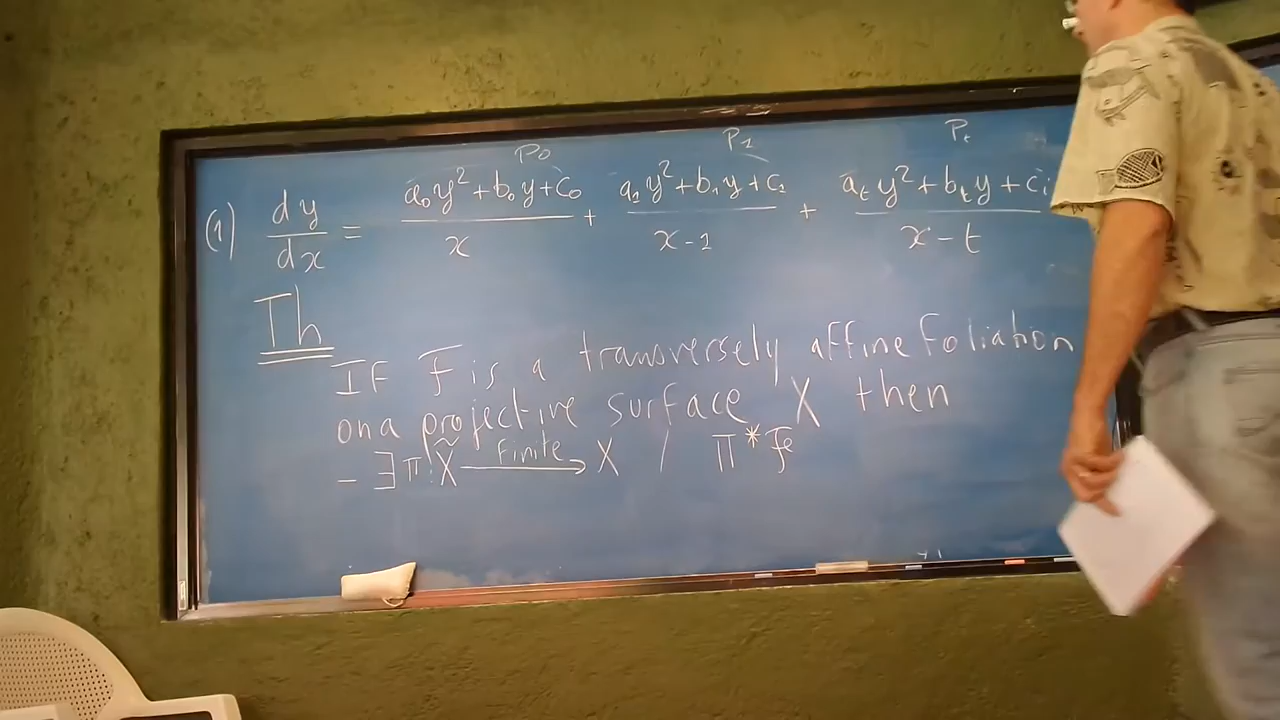 P₀ P₁ Pₜ
(1) dy/dx = (a₀y²+b₀y+c₀)/x + (a₁y²+b₁y+c₁)/(x-1) + (aₜy²+bₜy+cₜ)/(x-t)
Th
IF F is a transversely affine foliation
on a projective surface X then
- ∃ π: X̃ —finite→ X / π*F